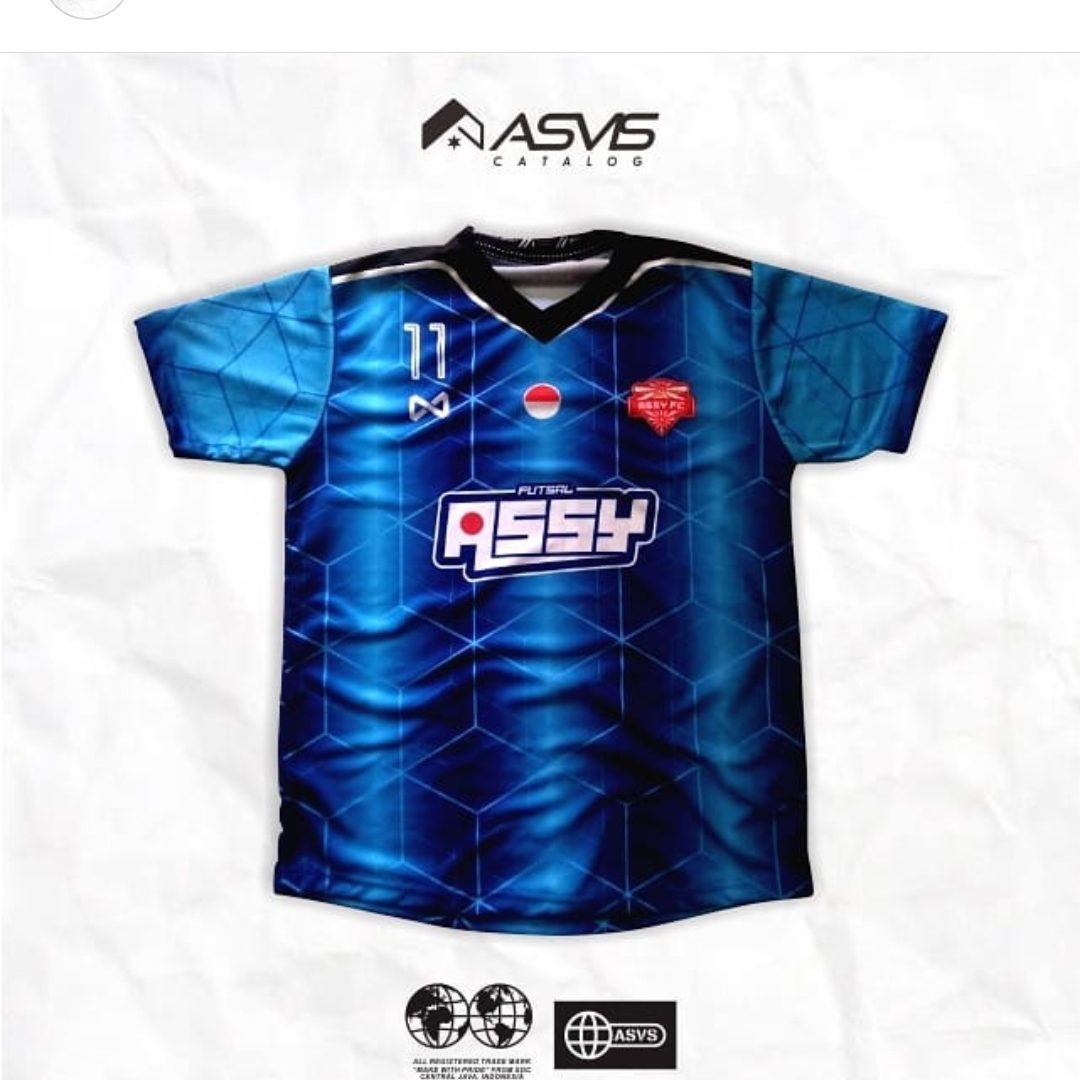 ASVS
CATALOG
11
ASSY FC
FUTSAL
ASSY
ASVS
ALL REGISTERED TRADE MARK
"MAKE WITH PRIDE" FROM SDC
CENTRAL JAVA, INDONESIA